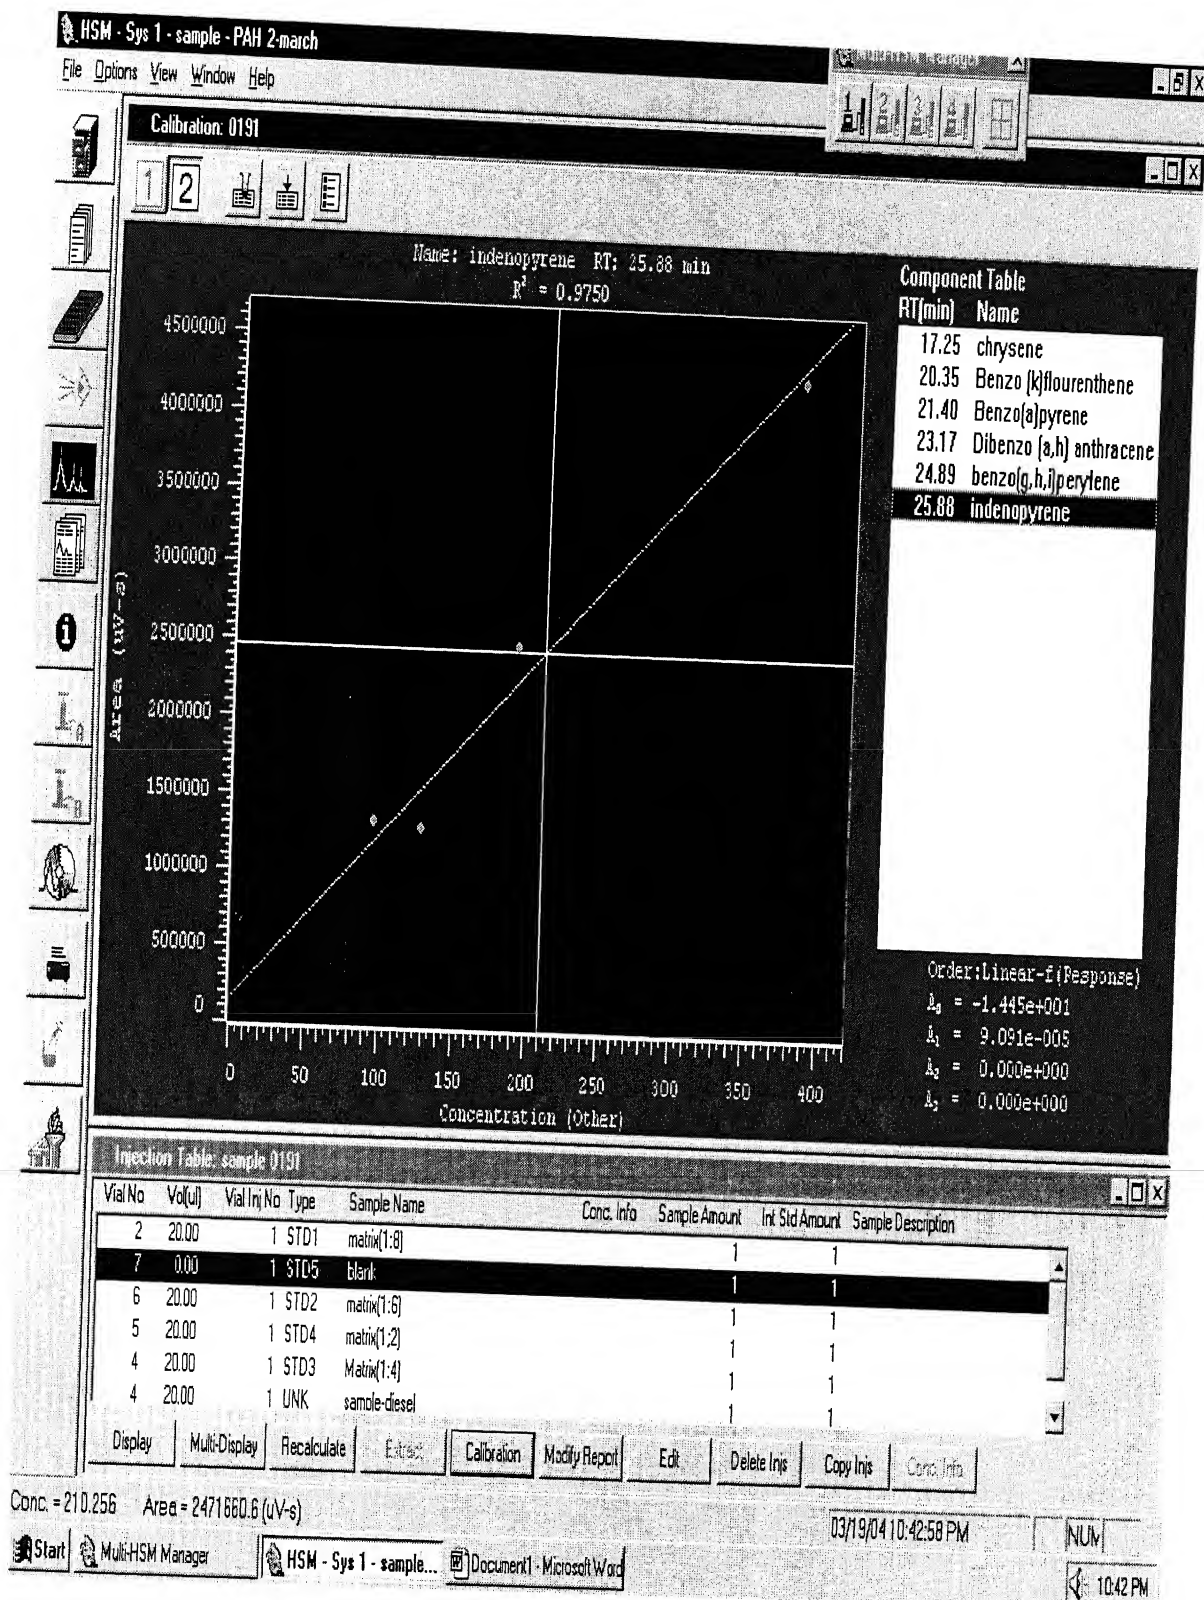 HSM - Sys 1 - sample - PAH 2-march
File Options View Window Help
1 2 3 4
Calibration: 0191
1 2
Name: indenopyrene RT: 25.88 min
R² = 0.9750
Component Table
RT(min) Name
17.25 chrysene
20.35 Benzo (k)flourenthene
21.40 Benzo(a)pyrene
23.17 Dibenzo (a,h) anthracene
24.89 benzo(g,h,i)perylene
25.88 indenopyrene
4500000
4000000
3500000
3000000
2500000
2000000
1500000
1000000
500000
0
Area (uV-s)
0 50 100 150 200 250 300 350 400
Concentration (Other)
Order:Linear-f(Response)
A₀ = -1.445e+001
A₁ = 9.091e-005
A₂ = 0.000e+000
A₃ = 0.000e+000
Injection Table: sample 0191
Vial No Vol(ul) Vial Inj No Type Sample Name Conc. Info Sample Amount Int Std Amount Sample Description
2 20.00 1 STD1 matrix(1:8) 1 1
7 0.00 1 STD5 blank 1 1
6 20.00 1 STD2 matrix(1:6) 1 1
5 20.00 1 STD4 matrix(1;2) 1 1
4 20.00 1 STD3 Matrix(1:4) 1 1
4 20.00 1 UNK sample-diesel 1 1
Display Multi-Display Recalculate Extract Calibration Modify Report Edit Delete Injs Copy Injs Conc. Info
Conc. = 210.256 Area = 2471660.6 (uV-s)
03/19/04 10:42:58 PM NUM
Start Multi-HSM Manager HSM - Sys 1 - sample... Document1 - Microsoft Word
10:42 PM